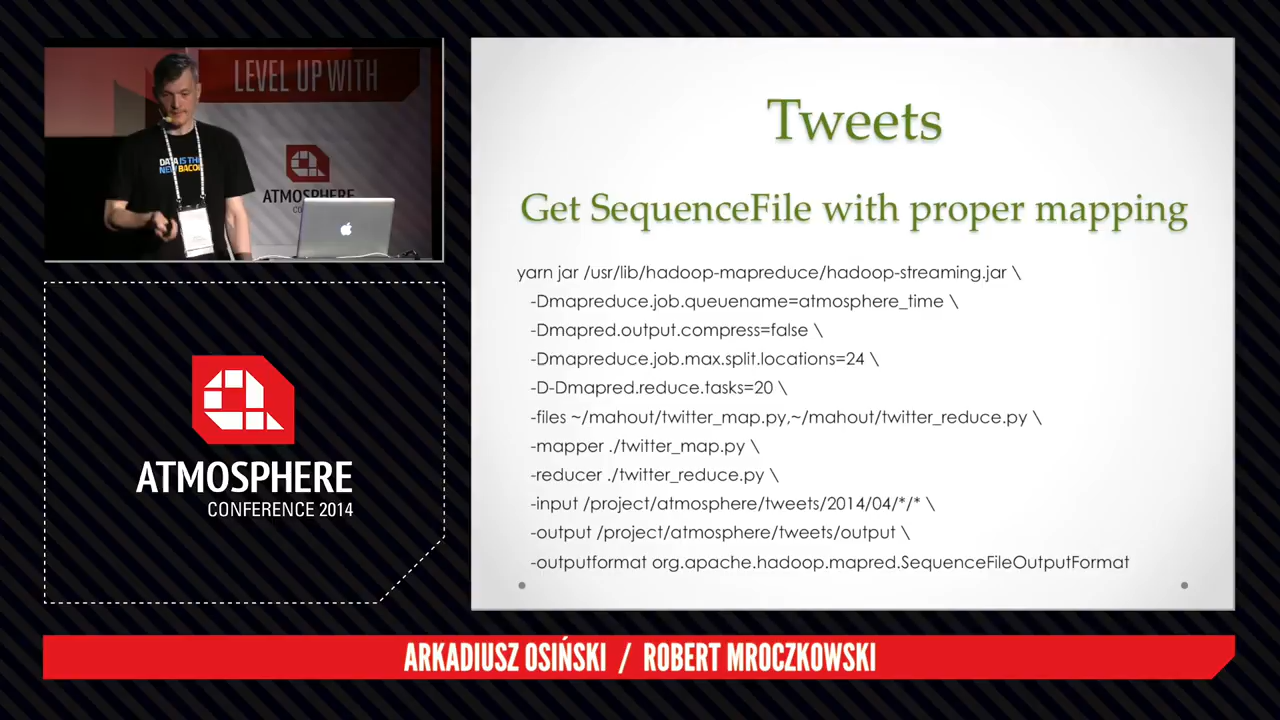 LEVEL UP WITH
DATA IS THE
NEW BACON
ATMOSPHERE
Tweets
Get SequenceFile with proper mapping
yarn jar /usr/lib/hadoop-mapreduce/hadoop-streaming.jar \
-Dmapreduce.job.queuename=atmosphere_time \
-Dmapred.output.compress=false \
-Dmapreduce.job.max.split.locations=24 \
-D-Dmapred.reduce.tasks=20 \
-files ~/mahout/twitter_map.py,~/mahout/twitter_reduce.py \
-mapper ./twitter_map.py \
-reducer ./twitter_reduce.py \
-input /project/atmosphere/tweets/2014/04/*/* \
-output /project/atmosphere/tweets/output \
-outputformat org.apache.hadoop.mapred.SequenceFileOutputFormat
ATMOSPHERE
CONFERENCE 2014
ARKADIUSZ OSIŃSKI / ROBERT MROCZKOWSKI